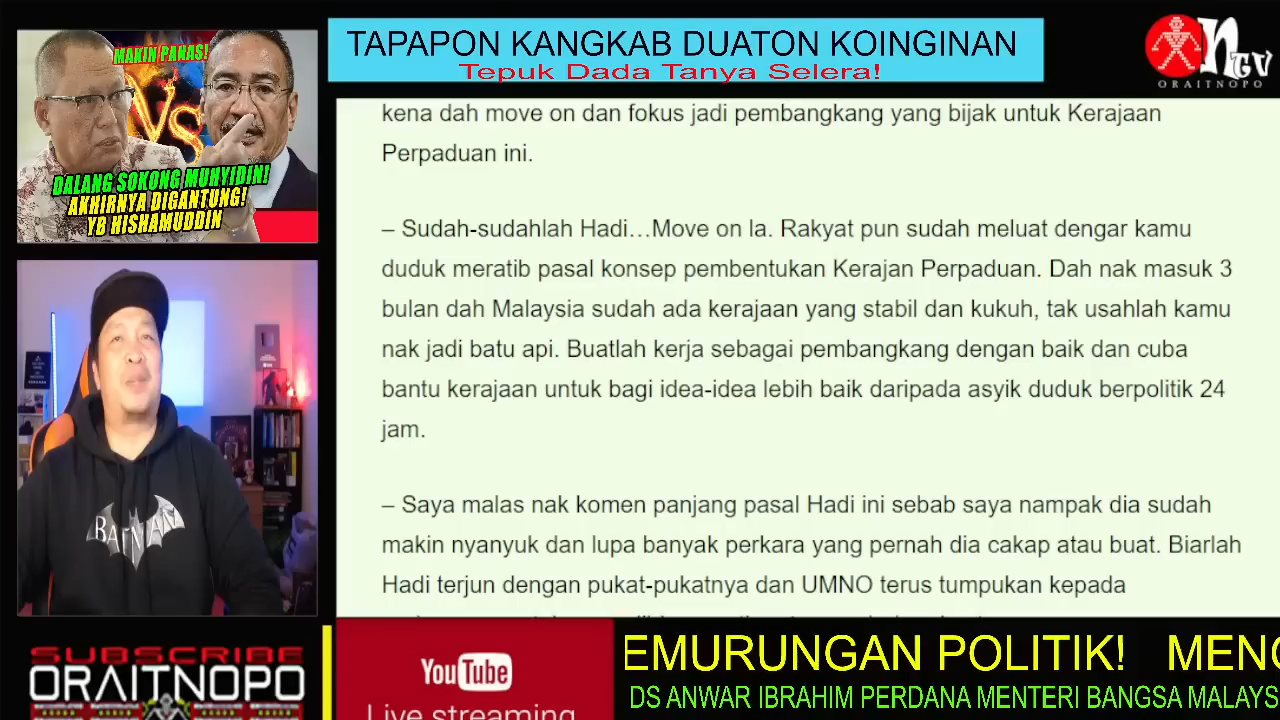 MAKIN PANAS!
VS
DALANG SOKONG MUHYIDIN!
AKHIRNYA DIGANTUNG!
YB HISHAMUDDIN
TAPAPON KANGKAB DUATON KOINGINAN
Tepuk Dada Tanya Selera!
nTV
ORAITNOPO
kena dah move on dan fokus jadi pembangkang yang bijak untuk Kerajaan
Perpaduan ini.
– Sudah-sudahlah Hadi…Move on la. Rakyat pun sudah meluat dengar kamu
duduk meratib pasal konsep pembentukan Kerajan Perpaduan. Dah nak masuk 3
bulan dah Malaysia sudah ada kerajaan yang stabil dan kukuh, tak usahlah kamu
nak jadi batu api. Buatlah kerja sebagai pembangkang dengan baik dan cuba
bantu kerajaan untuk bagi idea-idea lebih baik daripada asyik duduk berpolitik 24
jam.
– Saya malas nak komen panjang pasal Hadi ini sebab saya nampak dia sudah
makin nyanyuk dan lupa banyak perkara yang pernah dia cakap atau buat. Biarlah
Hadi terjun dengan pukat-pukatnya dan UMNO terus tumpukan kepada
BATMAN
SUBSCRIBE
ORAITNOPO
YouTube
Live streaming
EMURUNGAN POLITIK! MENG
DS ANWAR IBRAHIM PERDANA MENTERI BANGSA MALAYS